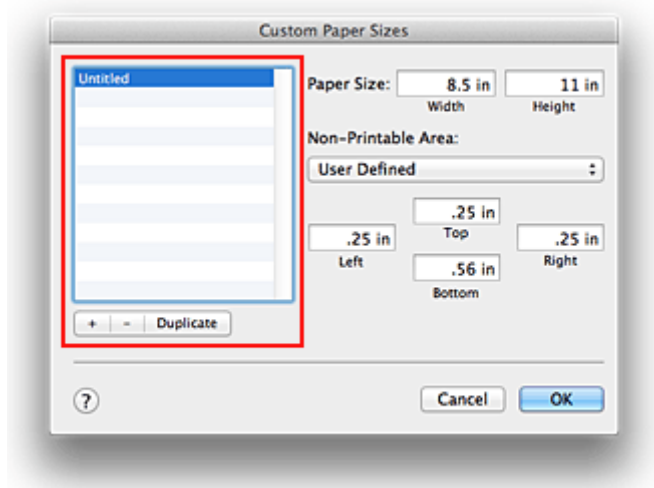 Custom Paper Sizes
Untitled
+ - Duplicate
Paper Size: 8.5 in 11 in
Width Height
Non-Printable Area:
User Defined
.25 in
Top
.25 in .25 in
Left Right
.56 in
Bottom
? Cancel OK